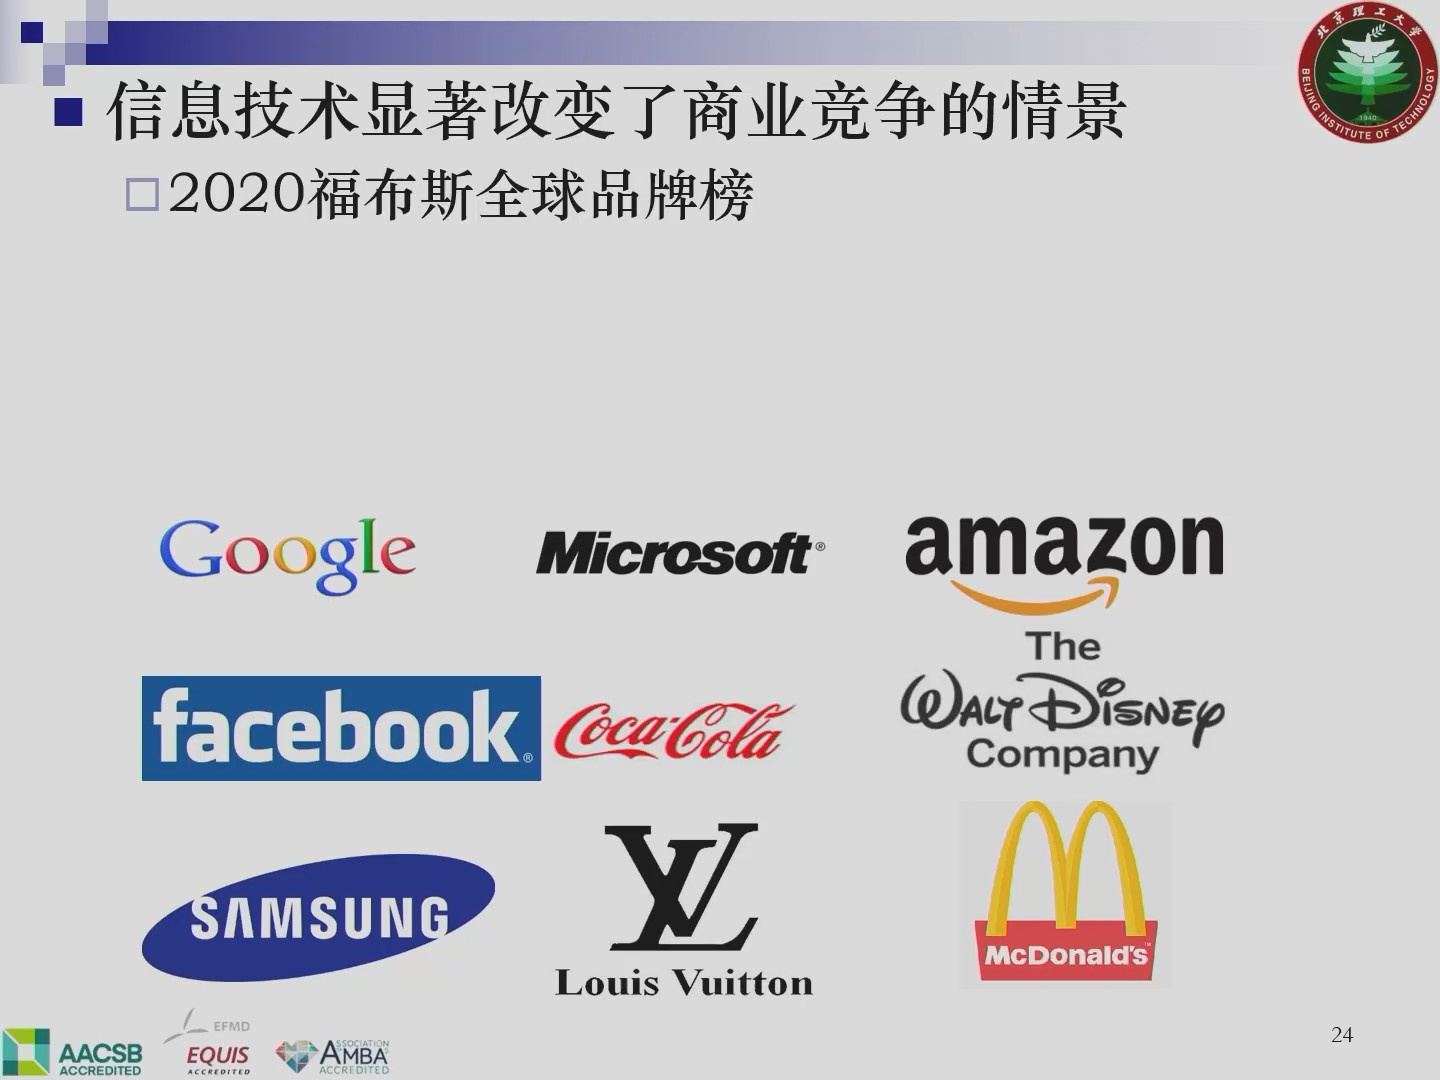 信息技术显著改变了商业竞争的情景
2020福布斯全球品牌榜
北京理工大学
BEIJING INSTITUTE OF TECHNOLOGY
1940
Google
Microsoft®
amazon
facebook®
Coca-Cola
The
WALT DISNEY
Company
SAMSUNG
LV
Louis Vuitton
McDonald's™
AACSB
ACCREDITED
EFMD
EQUIS
ACCREDITED
ASSOCIATION
AMBA
ACCREDITED
24